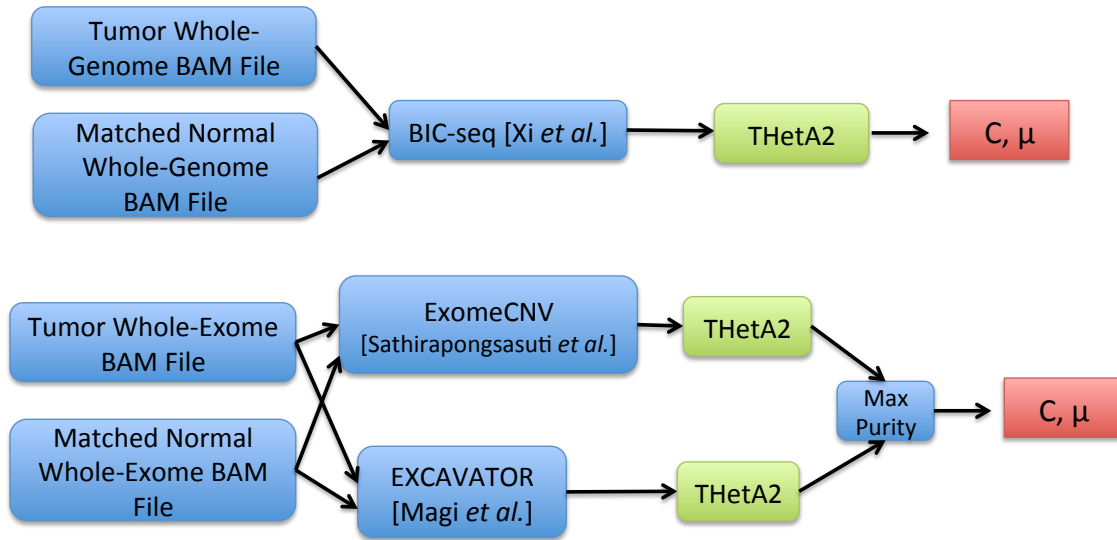 Tumor Whole-
Genome BAM File
Matched Normal
Whole-Genome
BAM File
BIC-seq [Xi et al.]
THetA2
C, μ
Tumor Whole-Exome
BAM File
Matched Normal
Whole-Exome BAM
File
ExomeCNV
[Sathirapongsasuti et al.]
EXCAVATOR
[Magi et al.]
THetA2
THetA2
Max
Purity
C, μ